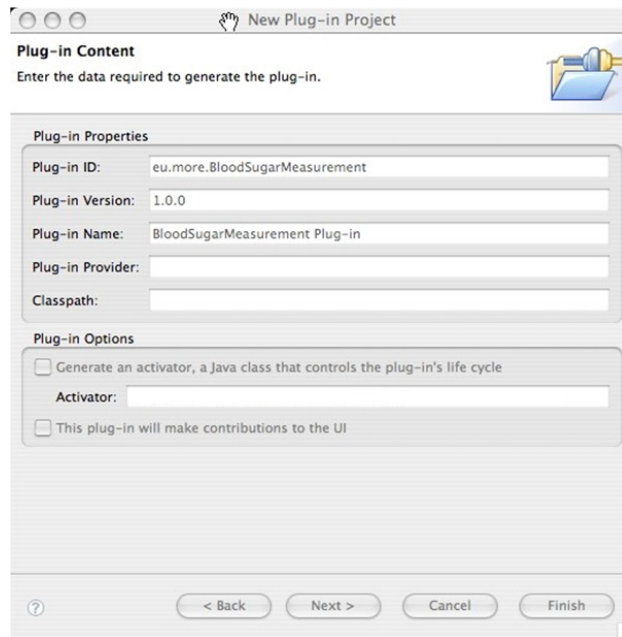 New Plug-in Project
Plug-in Content
Enter the data required to generate the plug-in.
Plug-in Properties
Plug-in ID: eu.more.BloodSugarMeasurement
Plug-in Version: 1.0.0
Plug-in Name: BloodSugarMeasurement Plug-in
Plug-in Provider:
Classpath:
Plug-in Options
Generate an activator, a Java class that controls the plug-in's life cycle
Activator:
This plug-in will make contributions to the UI
? < Back Next > Cancel Finish